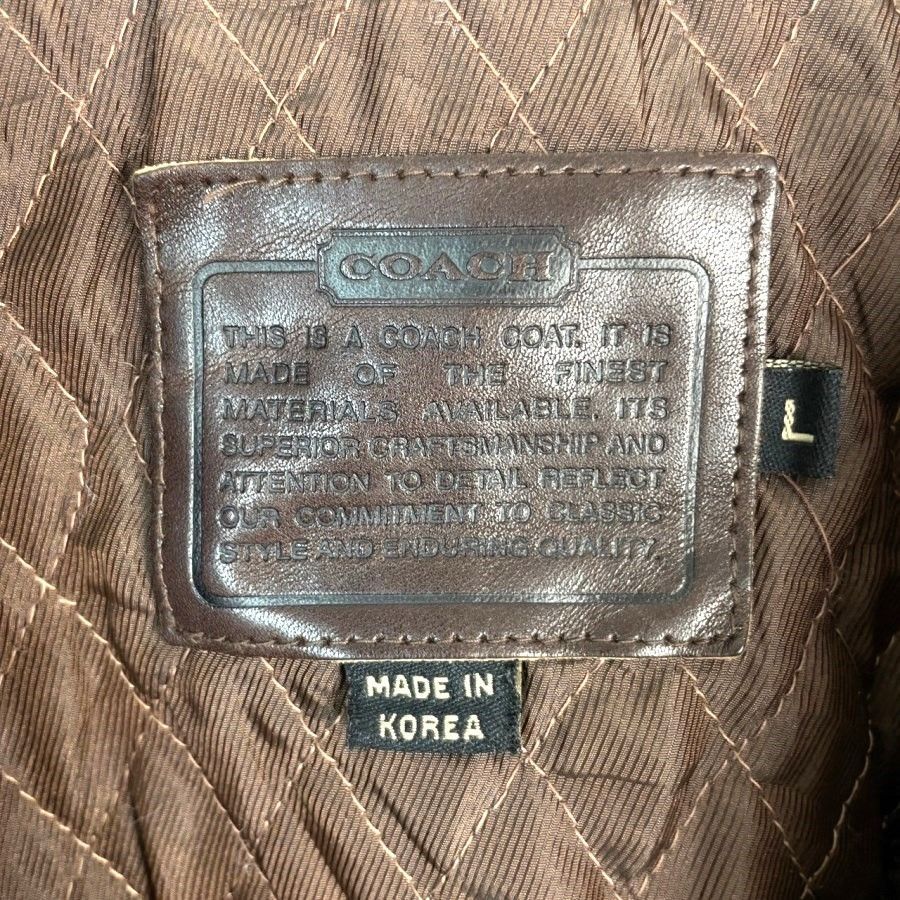 COACH
THIS IS A COACH COAT. IT IS
MADE OF THE FINEST
MATERIALS AVAILABLE. ITS
SUPERIOR CRAFTSMANSHIP AND
ATTENTION TO DETAIL REFLECT
OUR COMMITMENT TO CLASSIC
STYLE AND ENDURING QUALITY.
L
MADE IN
KOREA